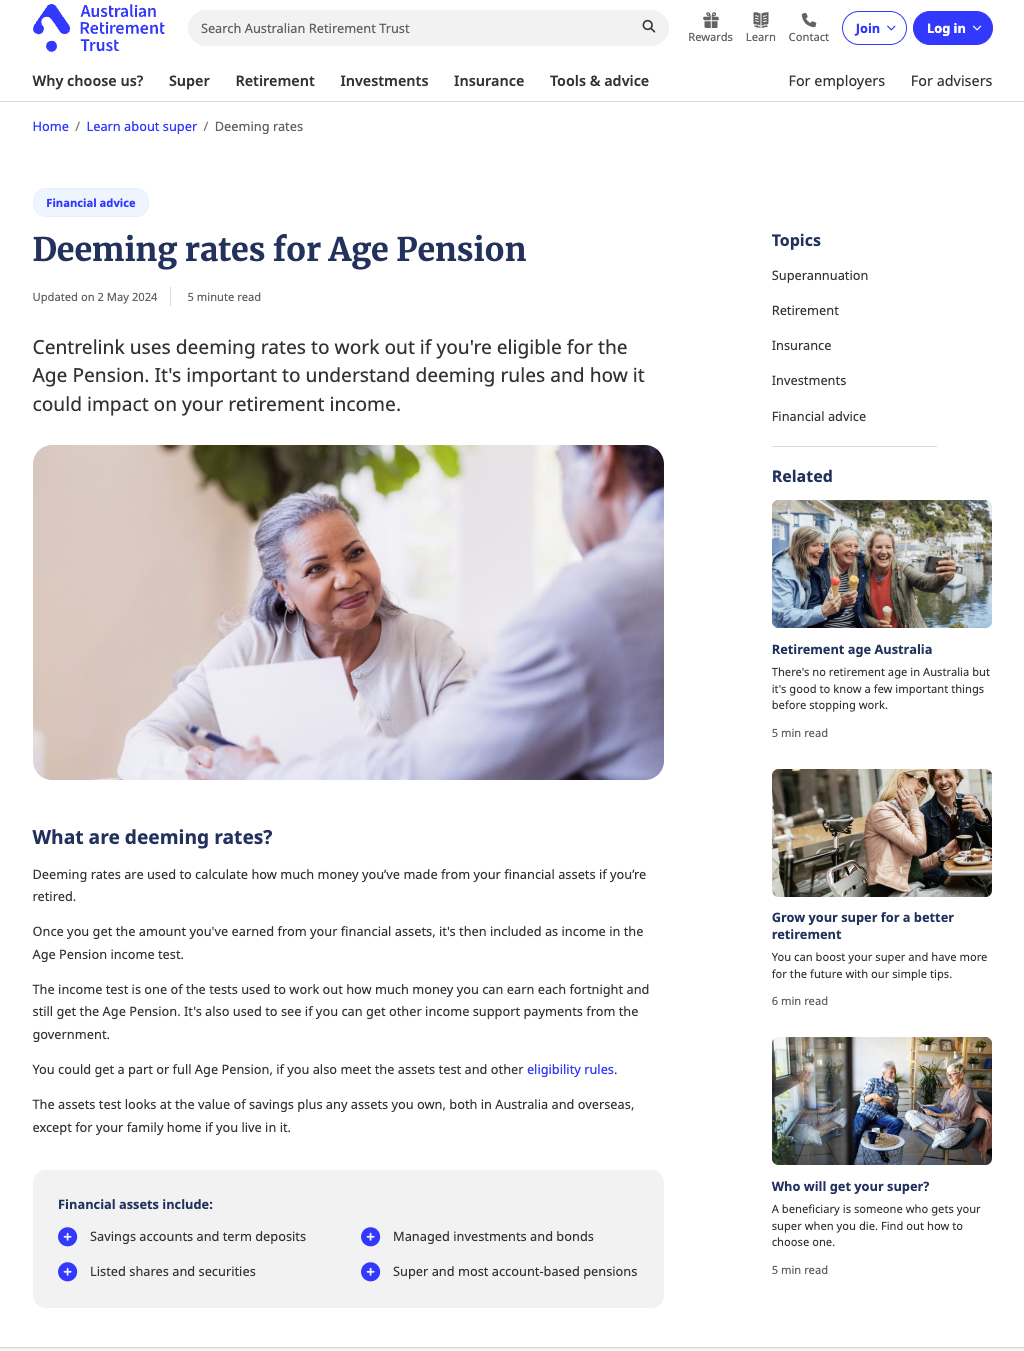 Australian
Retirement
Trust
Search Australian Retirement Trust
Rewards
Learn
Contact
Join
Log in
Why choose us?
Super
Retirement
Investments
Insurance
Tools & advice
For employers
For advisers
Home / Learn about super / Deeming rates
Financial advice
Deeming rates for Age Pension
Updated on 2 May 2024
5 minute read
Centrelink uses deeming rates to work out if you're eligible for the
Age Pension. It's important to understand deeming rules and how it
could impact on your retirement income.
What are deeming rates?
Deeming rates are used to calculate how much money you’ve made from your financial assets if you’re
retired.
Once you get the amount you've earned from your financial assets, it's then included as income in the
Age Pension income test.
The income test is one of the tests used to work out how much money you can earn each fortnight and
still get the Age Pension. It's also used to see if you can get other income support payments from the
government.
You could get a part or full Age Pension, if you also meet the assets test and other eligibility rules.
The assets test looks at the value of savings plus any assets you own, both in Australia and overseas,
except for your family home if you live in it.
Financial assets include:
Savings accounts and term deposits
Managed investments and bonds
Listed shares and securities
Super and most account-based pensions
Topics
Superannuation
Retirement
Insurance
Investments
Financial advice
Related
Retirement age Australia
There's no retirement age in Australia but
it's good to know a few important things
before stopping work.
5 min read
Grow your super for a better
retirement
You can boost your super and have more
for the future with our simple tips.
6 min read
Who will get your super?
A beneficiary is someone who gets your
super when you die. Find out how to
choose one.
5 min read